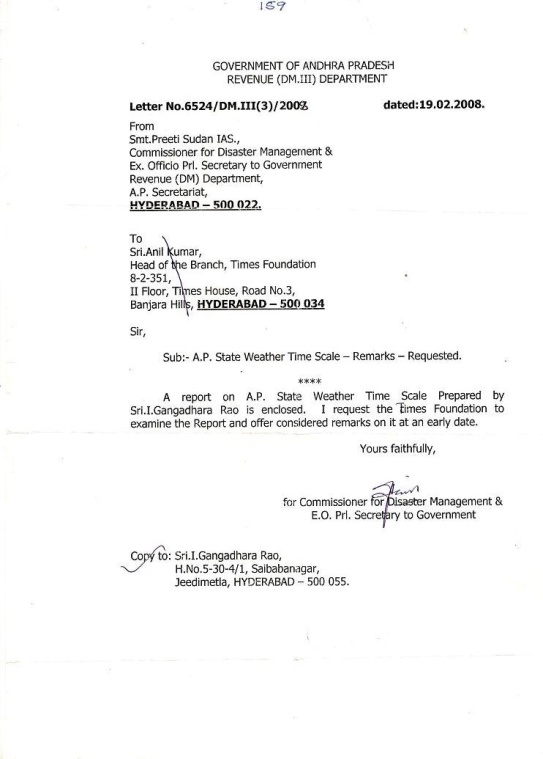 159
GOVERNMENT OF ANDHRA PRADESH
REVENUE (DM.III) DEPARTMENT
Letter No.6524/DM.III(3)/2008 dated:19.02.2008.
From
Smt.Preeti Sudan IAS.,
Commissioner for Disaster Management &
Ex. Officio Prl. Secretary to Government
Revenue (DM) Department,
A.P. Secretariat,
HYDERABAD – 500 022.
To
Sri.Anil Kumar,
Head of the Branch, Times Foundation
8-2-351,
II Floor, Times House, Road No.3,
Banjara Hills, HYDERABAD – 500 034
Sir,
Sub:- A.P. State Weather Time Scale – Remarks – Requested.
****
A report on A.P. State Weather Time Scale Prepared by
Sri.I.Gangadhara Rao is enclosed. I request the Times Foundation to
examine the Report and offer considered remarks on it at an early date.
Yours faithfully,
for Commissioner for Disaster Management &
E.O. Prl. Secretary to Government
Copy to: Sri.I.Gangadhara Rao,
H.No.5-30-4/1, Saibabanagar,
Jeedimetla, HYDERABAD – 500 055.